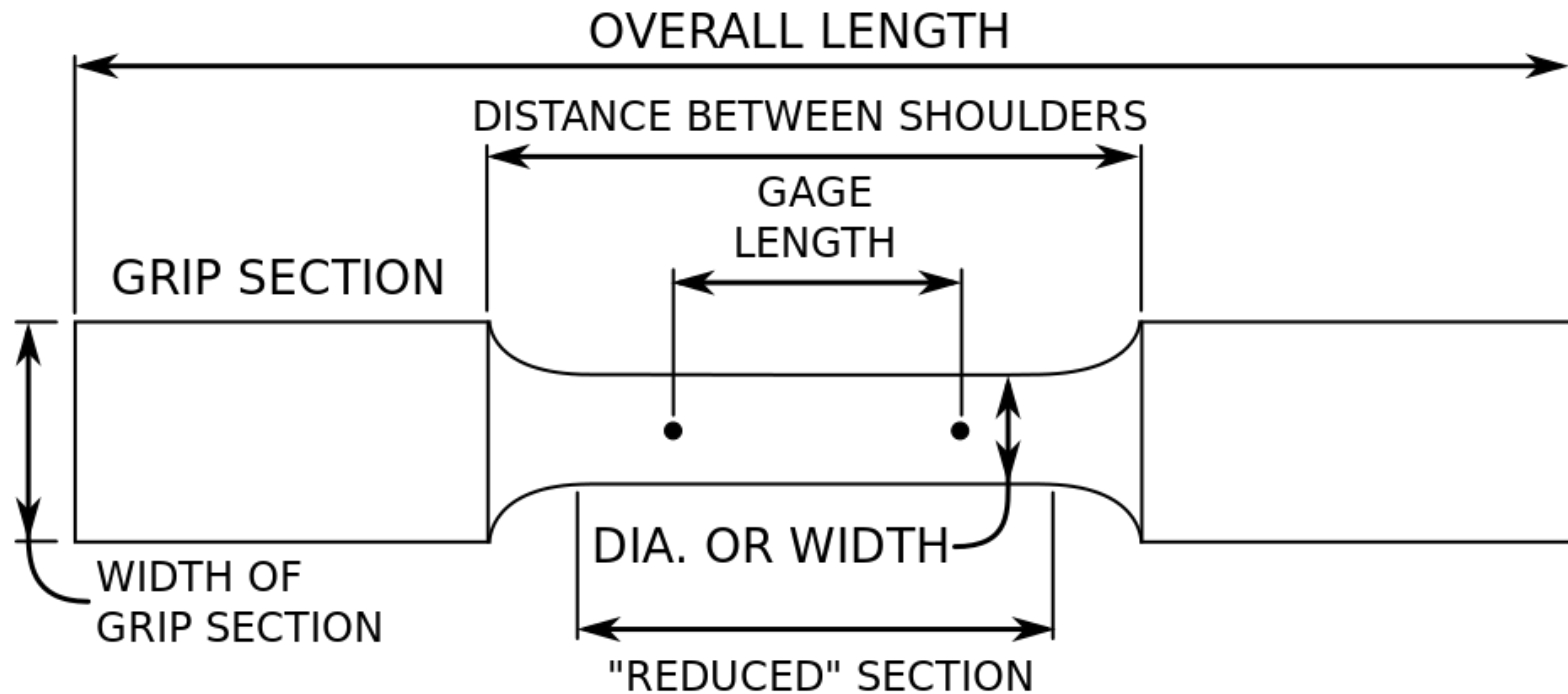 OVERALL LENGTH
DISTANCE BETWEEN SHOULDERS
GAGE
LENGTH
GRIP SECTION
DIA. OR WIDTH
WIDTH OF
GRIP SECTION
"REDUCED" SECTION